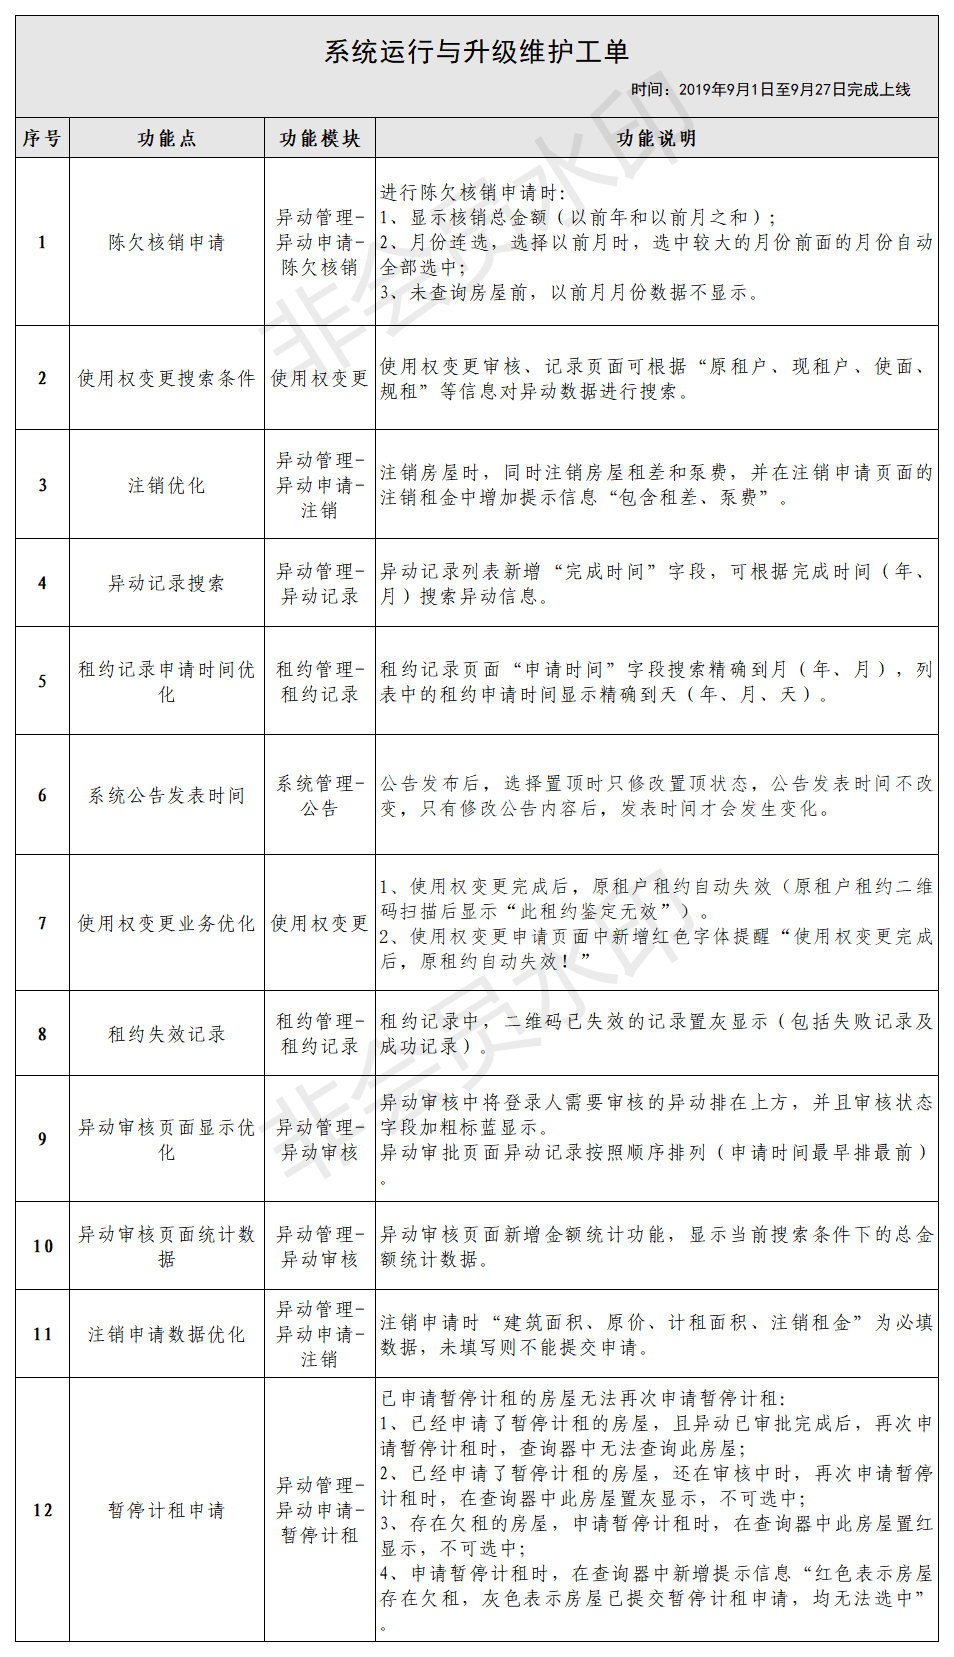 系统运行与升级维护工单
时间：2019年9月1日至9月27日完成上线
序号 功能点 功能模块 功能说明
1 陈欠核销申请
异动管理-
异动申请-
陈欠核销
进行陈欠核销申请时：
1、显示核销总金额（以前年和以前月之和）；
2、月份连选，选择以前月时，选中较大的月份前面的月份自动
全部选中；
3、未查询房屋前，以前月月份数据不显示。
2 使用权变更搜索条件 使用权变更
使用权变更审核、记录页面可根据“原租户、现租户、使面、
规租”等信息对异动数据进行搜索。
3 注销优化
异动管理-
异动申请-
注销
注销房屋时，同时注销房屋租差和泵费，并在注销申请页面的
注销租金中增加提示信息“包含租差、泵费”。
4 异动记录搜索
异动管理-
异动记录
异动记录列表新增“完成时间”字段，可根据完成时间（年、
月）搜索异动信息。
5
租约记录申请时间优
化
租约管理-
租约记录
租约记录页面“申请时间”字段搜索精确到月（年、月），列
表中的租约申请时间显示精确到天（年、月、天）。
6 系统公告发表时间
系统管理-
公告
公告发布后，选择置顶时只修改置顶状态，公告发表时间不改
变，只有修改公告内容后，发表时间才会发生变化。
7 使用权变更业务优化 使用权变更
1、使用权变更完成后，原租户租约自动失效（原租户租约二维
码扫描后显示“此租约鉴定无效”）。
2、使用权变更申请页面中新增红色字体提醒“使用权变更完成
后，原租约自动失效！”
8 租约失效记录
租约管理-
租约记录
租约记录中，二维码已失效的记录置灰显示（包括失败记录及
成功记录）。
9
异动审核页面显示优
化
异动管理-
异动审核
异动审核中将登录人需要审核的异动排在上方，并且审核状态
字段加粗标蓝显示。
异动审批页面异动记录按照顺序排列（申请时间最早排最前）
。
10
异动审核页面统计数
据
异动管理-
异动审核
异动审核页面新增金额统计功能，显示当前搜索条件下的总金
额统计数据。
11 注销申请数据优化
异动管理-
异动申请-
注销
注销申请时“建筑面积、原价、计租面积、注销租金”为必填
数据，未填写则不能提交申请。
12 暂停计租申请
异动管理-
异动申请-
暂停计租
已申请暂停计租的房屋无法再次申请暂停计租：
1、已经申请了暂停计租的房屋，且异动已审批完成后，再次申
请暂停计租时，查询器中无法查询此房屋；
2、已经申请了暂停计租的房屋，还在审核中时，再次申请暂停
计租时，在查询器中此房屋置灰显示，不可选中；
3、存在欠租的房屋，申请暂停计租时，在查询器中此房屋置红
显示，不可选中；
4、申请暂停计租时，在查询器中新增提示信息“红色表示房屋
存在欠租，灰色表示房屋已提交暂停计租申请，均无法选中”
。
非会员水印
非会员水印